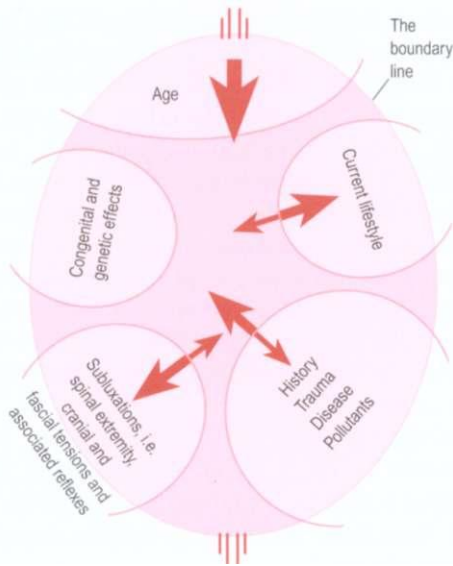 The
boundary
line
Age
Current lifestyle
Congenital and
genetic effects
Subluxations, i.e.
spinal extremity,
cranial and
fascial tensions and
associated reflexes
History
Trauma
Disease
Pollutants